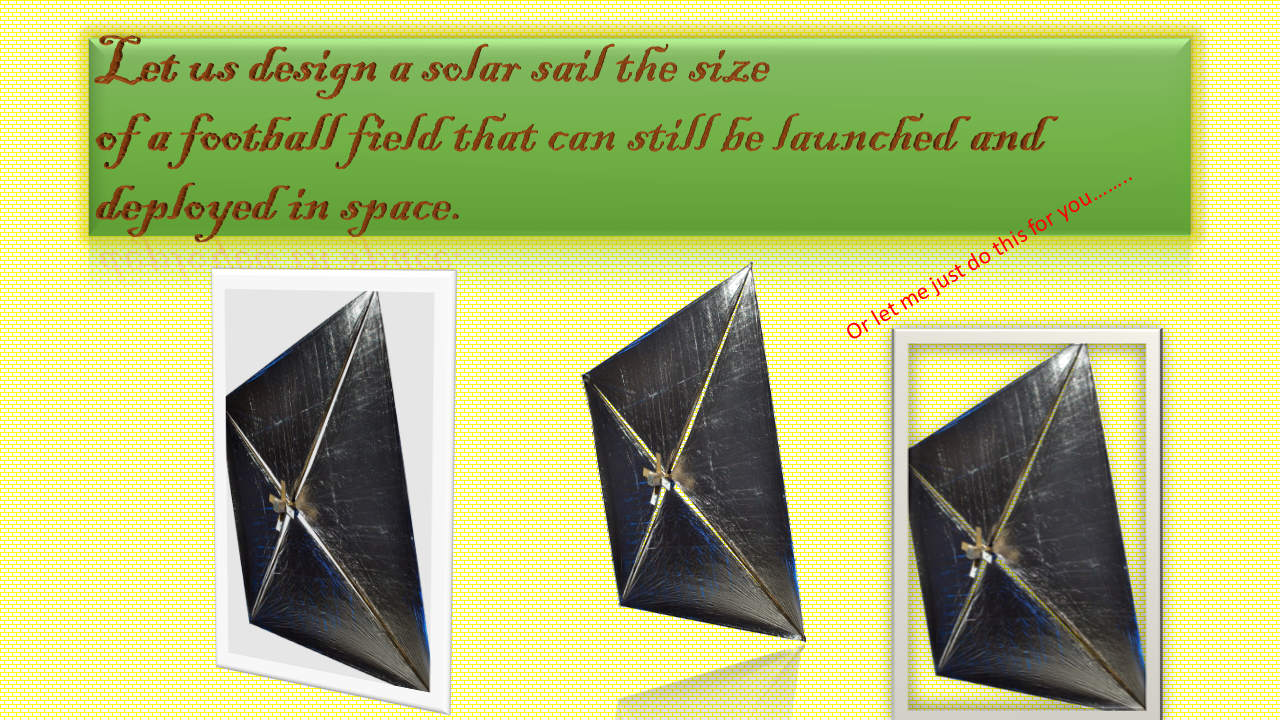 Let us design a solar sail the size
of a football field that can still be launched and
deployed in space.
Or let me just do this for you........